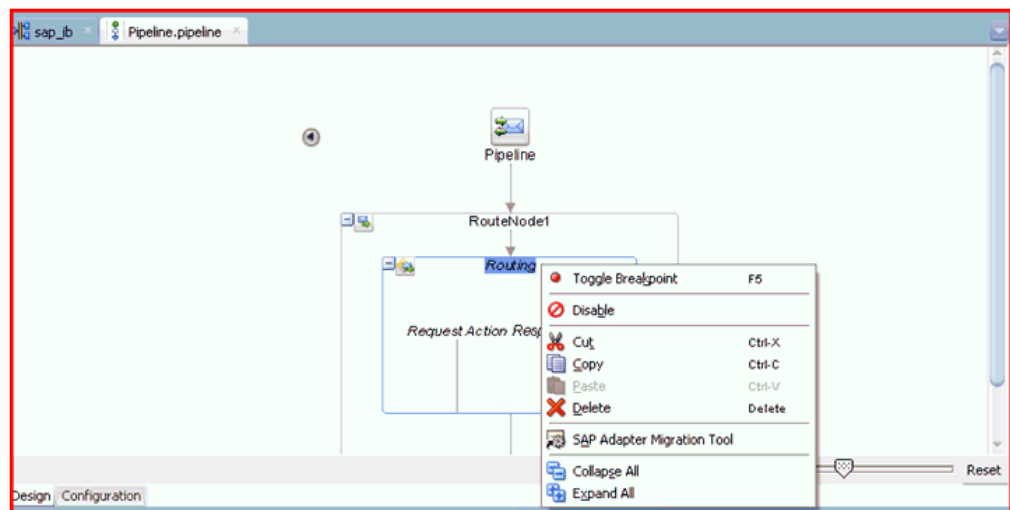 sap_ib
Pipeline.pipeline
Pipeline
RouteNode1
Routing
Toggle Breakpoint F5
Disable
Request Action Resp
Cut Ctrl-X
Copy Ctrl-C
Paste Ctrl-V
Delete Delete
SAP Adapter Migration Tool
Collapse All
Expand All
Reset
Design Configuration